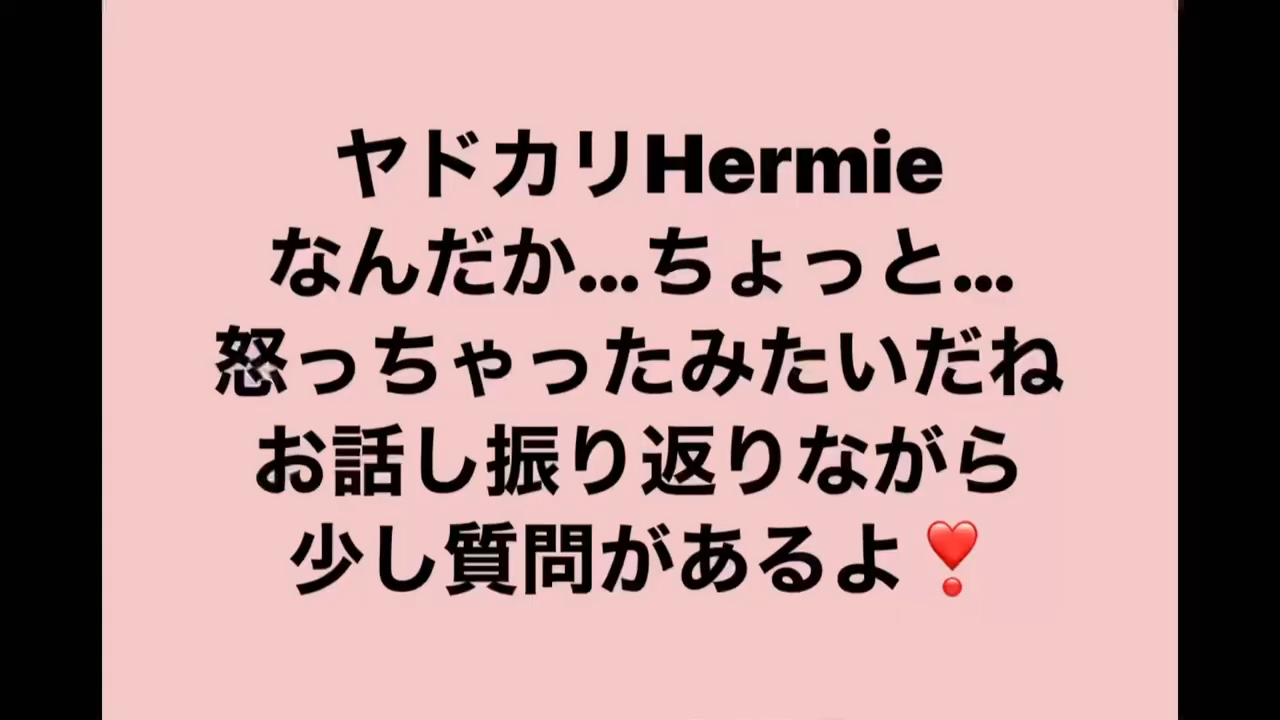 ヤドカリHermie
なんだか…ちょっと…
怒っちゃったみたいだね
お話し振り返りながら
少し質問があるよ❣️